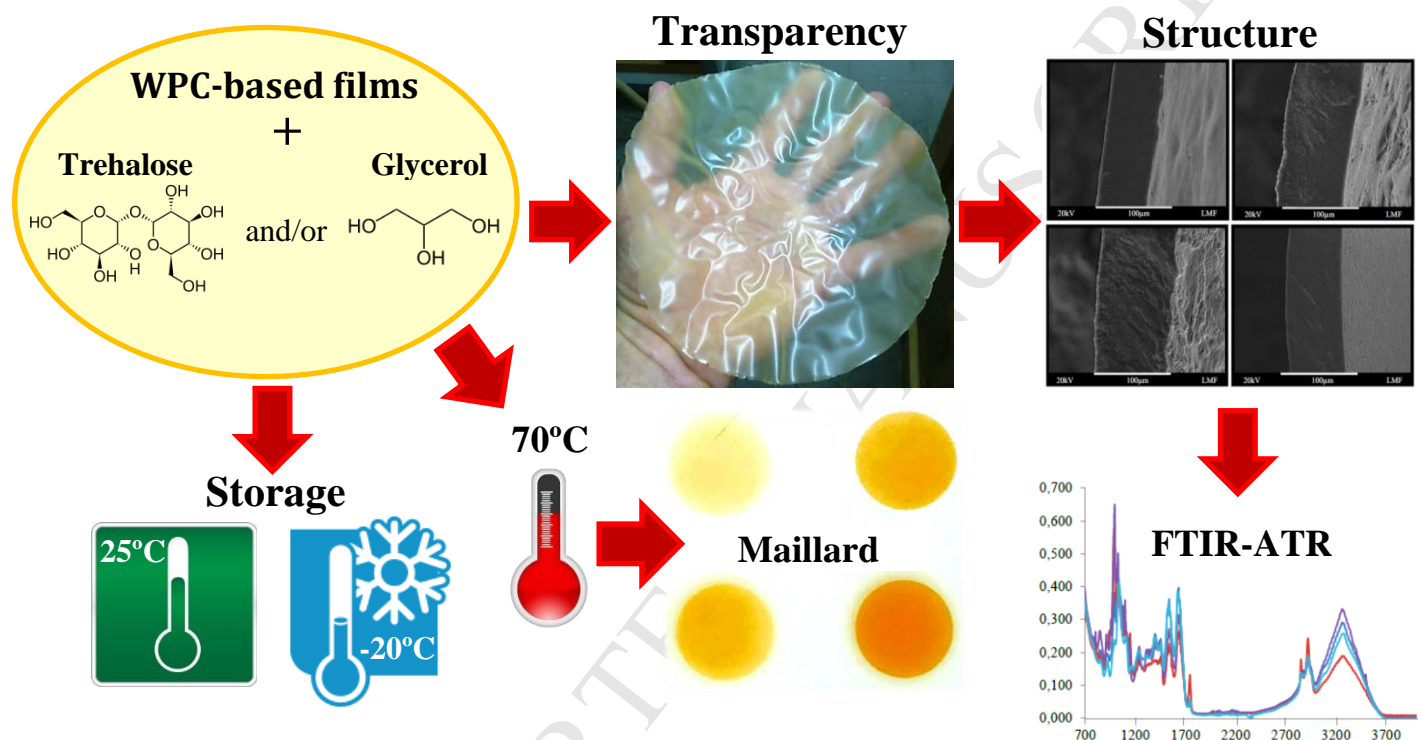 Transparency
Structure
WPC-based films
+
Trehalose
Glycerol
and/or
OH
HO
O
O
OH
O
OH
HO
OH
OH
H
OH
OH
HO
OH
OH
20kV 100μm LMF
20kV 100μm LMF
20kV 100μm LMF
20kV 100μm LMF
70ºC
Storage
25ºC
-20ºC
Maillard
FTIR-ATR
0,700
0,600
0,500
0,400
0,300
0,200
0,100
0,000
700 1200 1700 2200 2700 3200 3700